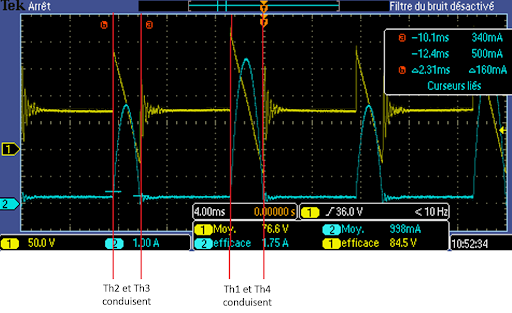 Tek Arrêt Filtre du bruit désactivé
a -10.1ms 340mA
-12.4ms 500mA
b △2.31ms △160mA
Curseurs liés
b a
1
2
4.00ms 0.00000 s 1 36.0 V < 10 Hz
1 Moy. 76.6 V 2 Moy. 998mA
1 50.0 V 2 1.00 A 2 efficace 1.75 A 1 efficace 84.5 V 10:52:34
Th2 et Th3 Th1 et Th4
conduisent conduisent